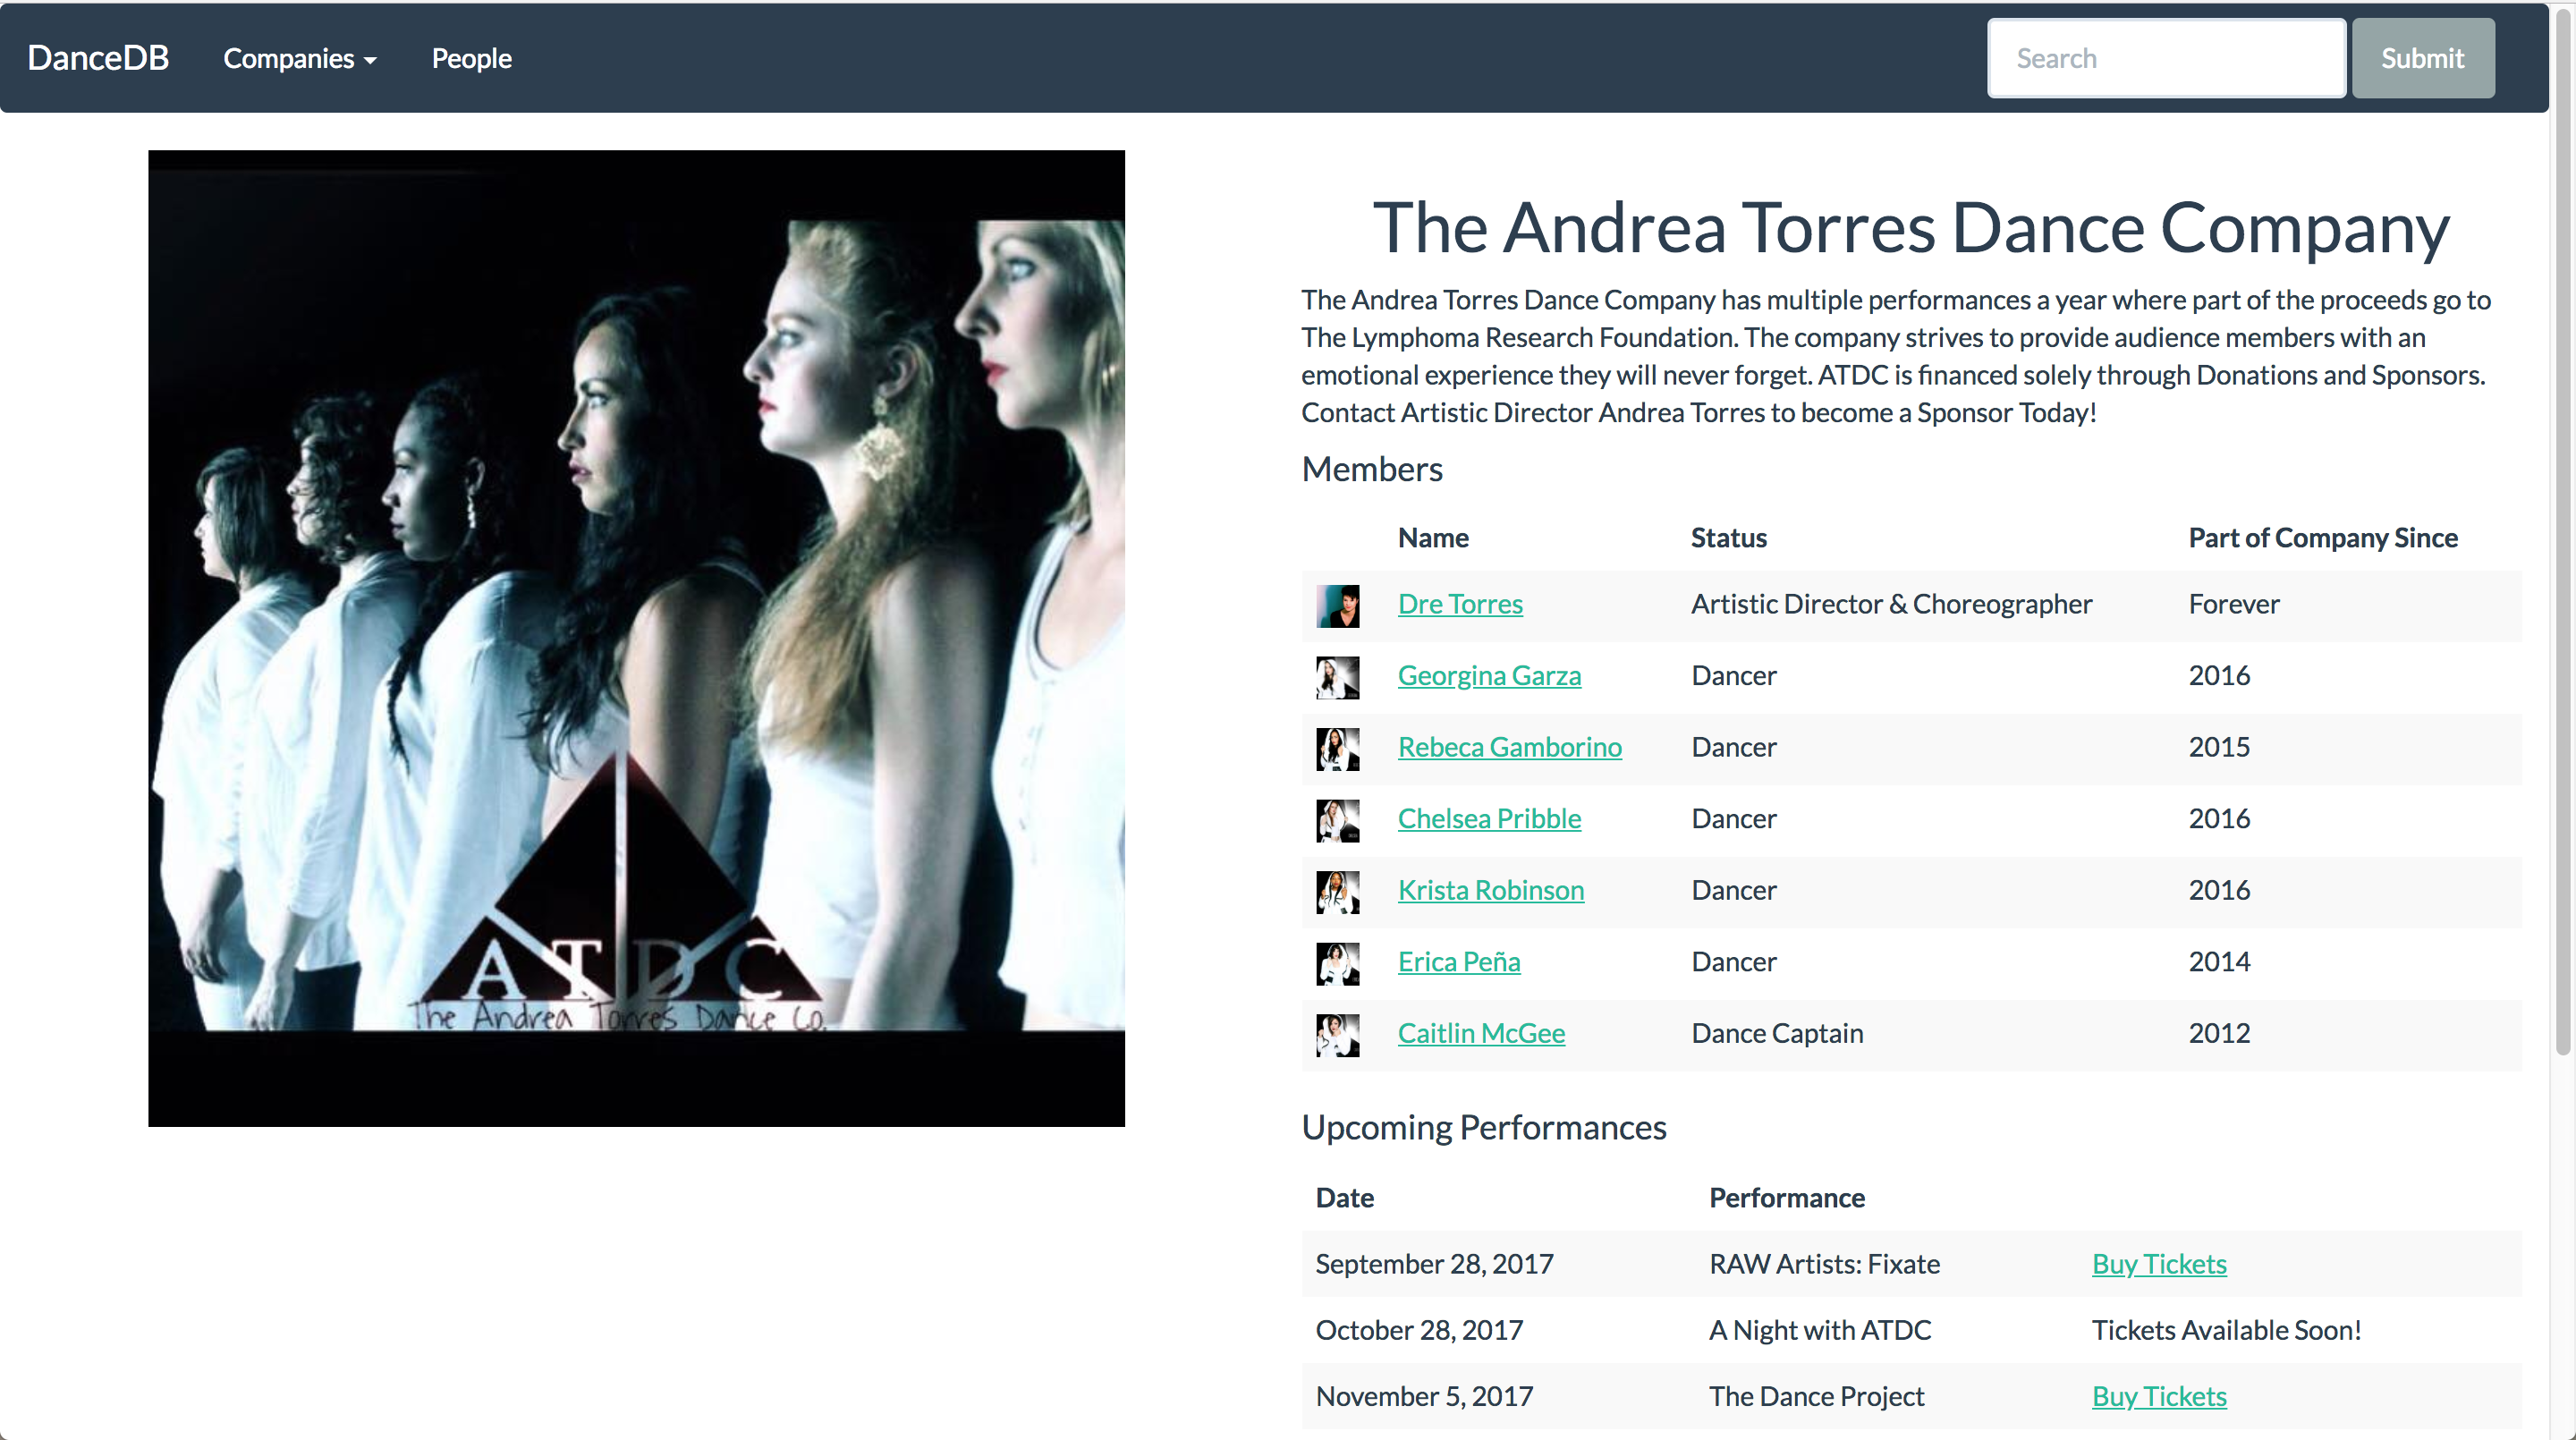 DanceDB Companies People Search Submit
A T D C
The Andrea Torres Dance Co.
The Andrea Torres Dance Company
The Andrea Torres Dance Company has multiple performances a year where part of the proceeds go to
The Lymphoma Research Foundation. The company strives to provide audience members with an
emotional experience they will never forget. ATDC is financed solely through Donations and Sponsors.
Contact Artistic Director Andrea Torres to become a Sponsor Today!
Members
Name Status Part of Company Since
Dre Torres Artistic Director & Choreographer Forever
Georgina Garza Dancer 2016
Rebeca Gamborino Dancer 2015
Chelsea Pribble Dancer 2016
Krista Robinson Dancer 2016
Erica Peña Dancer 2014
Caitlin McGee Dance Captain 2012
Upcoming Performances
Date Performance
September 28, 2017 RAW Artists: Fixate Buy Tickets
October 28, 2017 A Night with ATDC Tickets Available Soon!
November 5, 2017 The Dance Project Buy Tickets